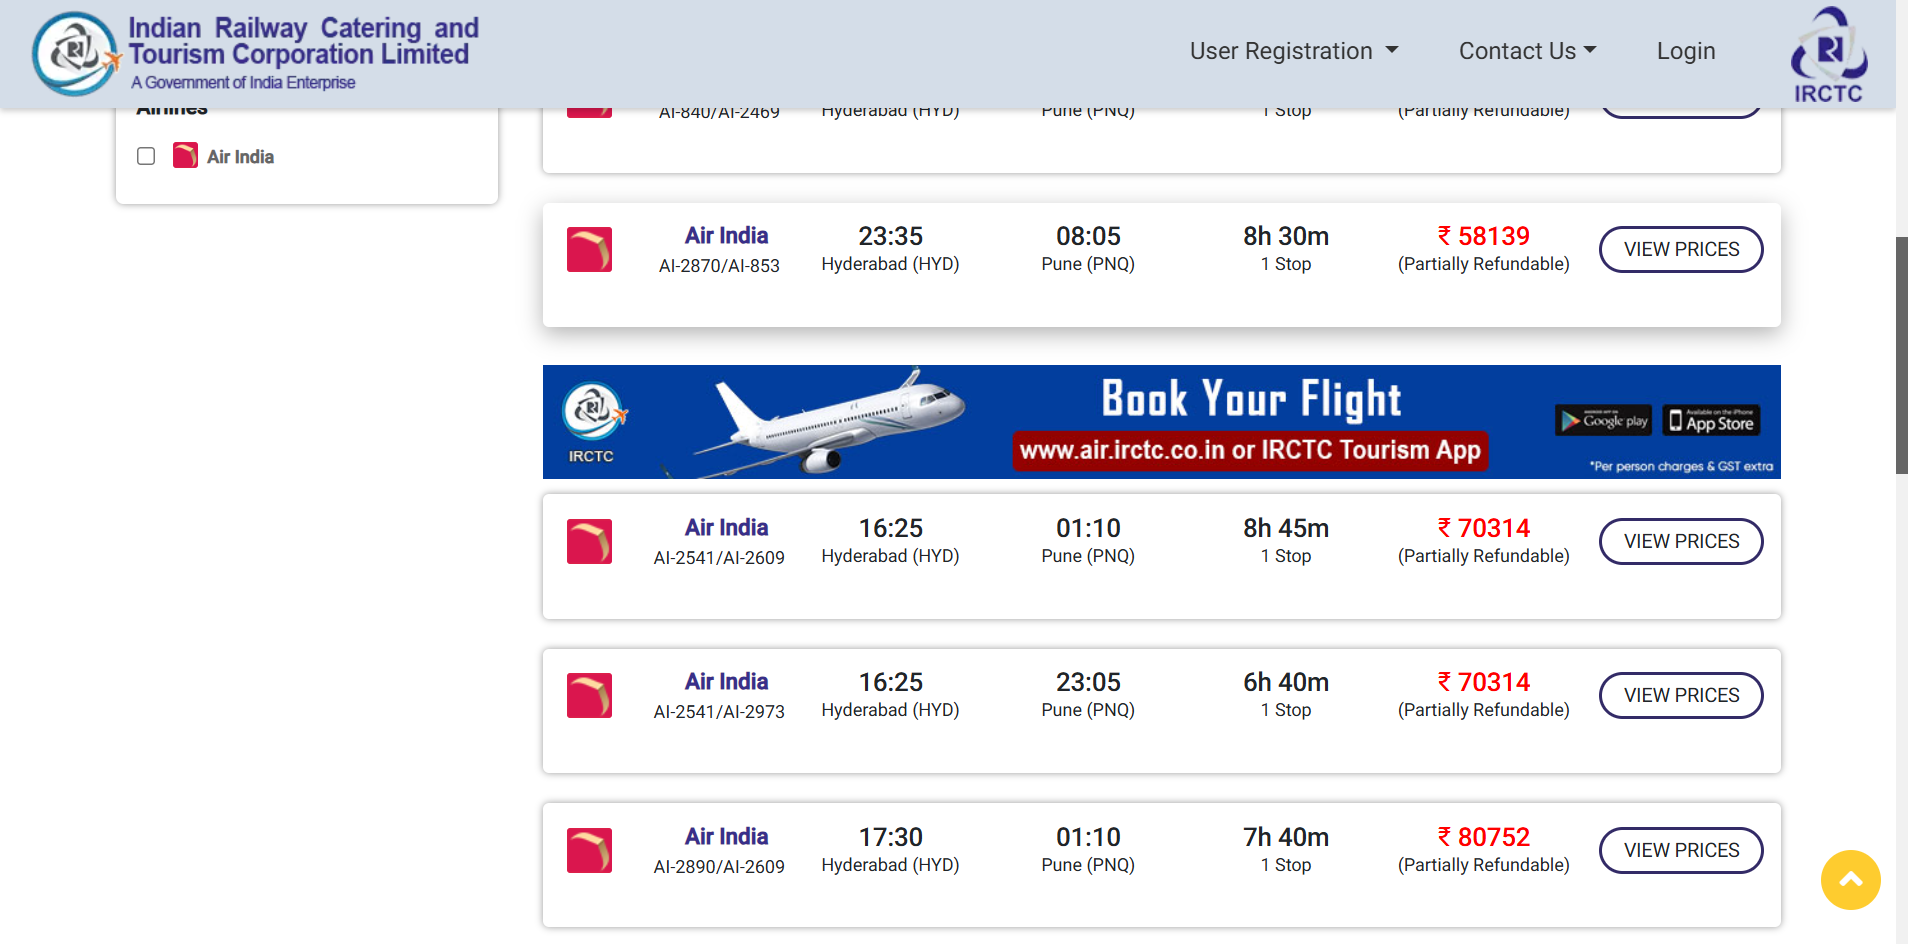 Indian Railway Catering and
Tourism Corporation Limited
A Government of India Enterprise
User Registration
Contact Us
Login
IRCTC
Airlines
Air India
AI-840/AI-2469
Hyderabad (HYD)
Pune (PNQ)
1 Stop
(Partially Refundable)
Air India
AI-2870/AI-853
23:35
Hyderabad (HYD)
08:05
Pune (PNQ)
8h 30m
1 Stop
₹ 58139
(Partially Refundable)
VIEW PRICES
IRCTC
Book Your Flight
www.air.irctc.co.in or IRCTC Tourism App
ANDROID APP ON
Google play
Available on the iPhone
App Store
*Per person charges & GST extra
Air India
AI-2541/AI-2609
16:25
Hyderabad (HYD)
01:10
Pune (PNQ)
8h 45m
1 Stop
₹ 70314
(Partially Refundable)
VIEW PRICES
Air India
AI-2541/AI-2973
16:25
Hyderabad (HYD)
23:05
Pune (PNQ)
6h 40m
1 Stop
₹ 70314
(Partially Refundable)
VIEW PRICES
Air India
AI-2890/AI-2609
17:30
Hyderabad (HYD)
01:10
Pune (PNQ)
7h 40m
1 Stop
₹ 80752
(Partially Refundable)
VIEW PRICES